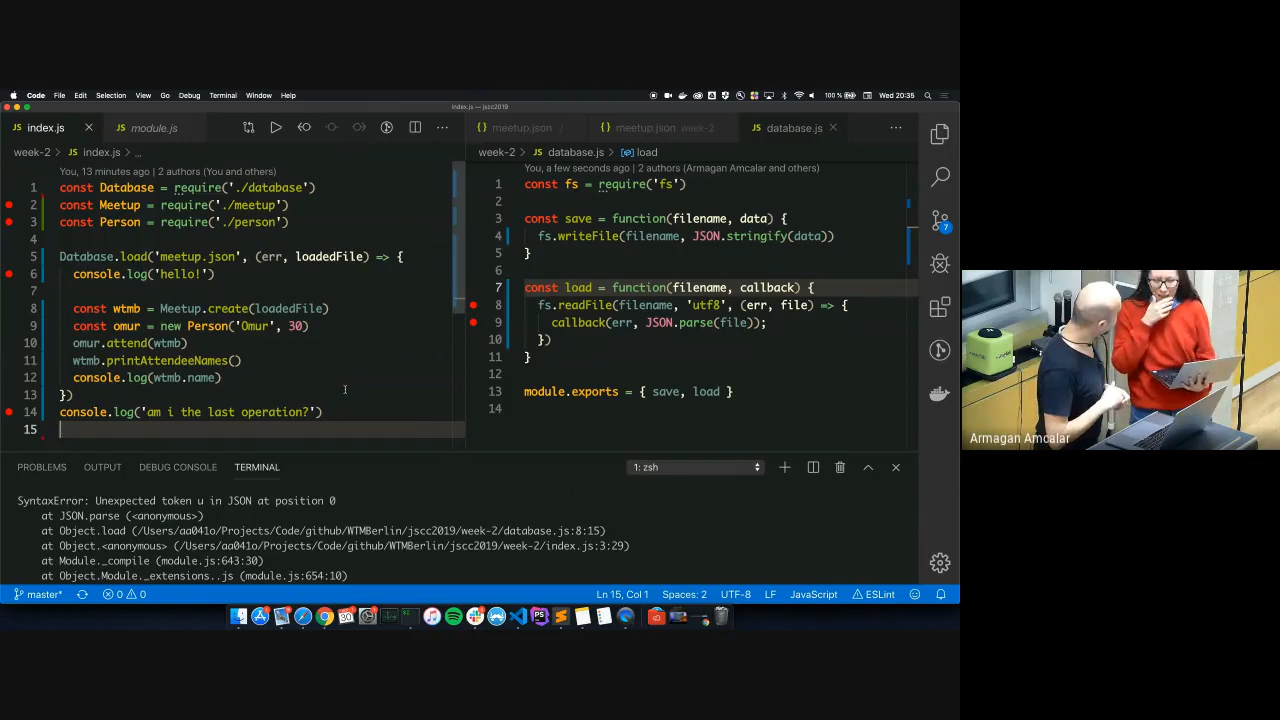 Code File Edit Selection View Go Debug Terminal Window Help
100 % Wed 20:35
index.js — jscc2019
index.js
module.js
meetup.json /
meetup.json week-2
database.js
week-2 > index.js > ...
You, 13 minutes ago | 2 authors (You and others)
1 const Database = require('./database')
2 const Meetup = require('./meetup')
3 const Person = require('./person')
4
5 Database.load('meetup.json', (err, loadedFile) => {
6 console.log('hello!')
7
8 const wtmb = Meetup.create(loadedFile)
9 const omur = new Person('Omur', 30)
10 omur.attend(wtmb)
11 wtmb.printAttendeeNames()
12 console.log(wtmb.name)
13 })
14 console.log('am i the last operation?')
15
week-2 > database.js > load
You, a few seconds ago | 2 authors (Armagan Amcalar and others)
1 const fs = require('fs')
2
3 const save = function(filename, data) {
4 fs.writeFile(filename, JSON.stringify(data))
5 }
6
7 const load = function(filename, callback) {
8 fs.readFile(filename, 'utf8', (err, file) => {
9 callback(err, JSON.parse(file));
10 })
11 }
12
13 module.exports = { save, load }
14
7
PROBLEMS OUTPUT DEBUG CONSOLE TERMINAL
1: zsh
SyntaxError: Unexpected token u in JSON at position 0
at JSON.parse (<anonymous>)
at Object.load (/Users/aa041o/Projects/Code/github/WTMBerlin/jscc2019/week-2/database.js:8:15)
at Object.<anonymous> (/Users/aa041o/Projects/Code/github/WTMBerlin/jscc2019/week-2/index.js:3:29)
at Module._compile (module.js:643:30)
at Object.Module._extensions..js (module.js:654:10)
master* 0 0
Ln 15, Col 1 Spaces: 2 UTF-8 LF JavaScript ESLint
30
PS
Armagan Amcalar